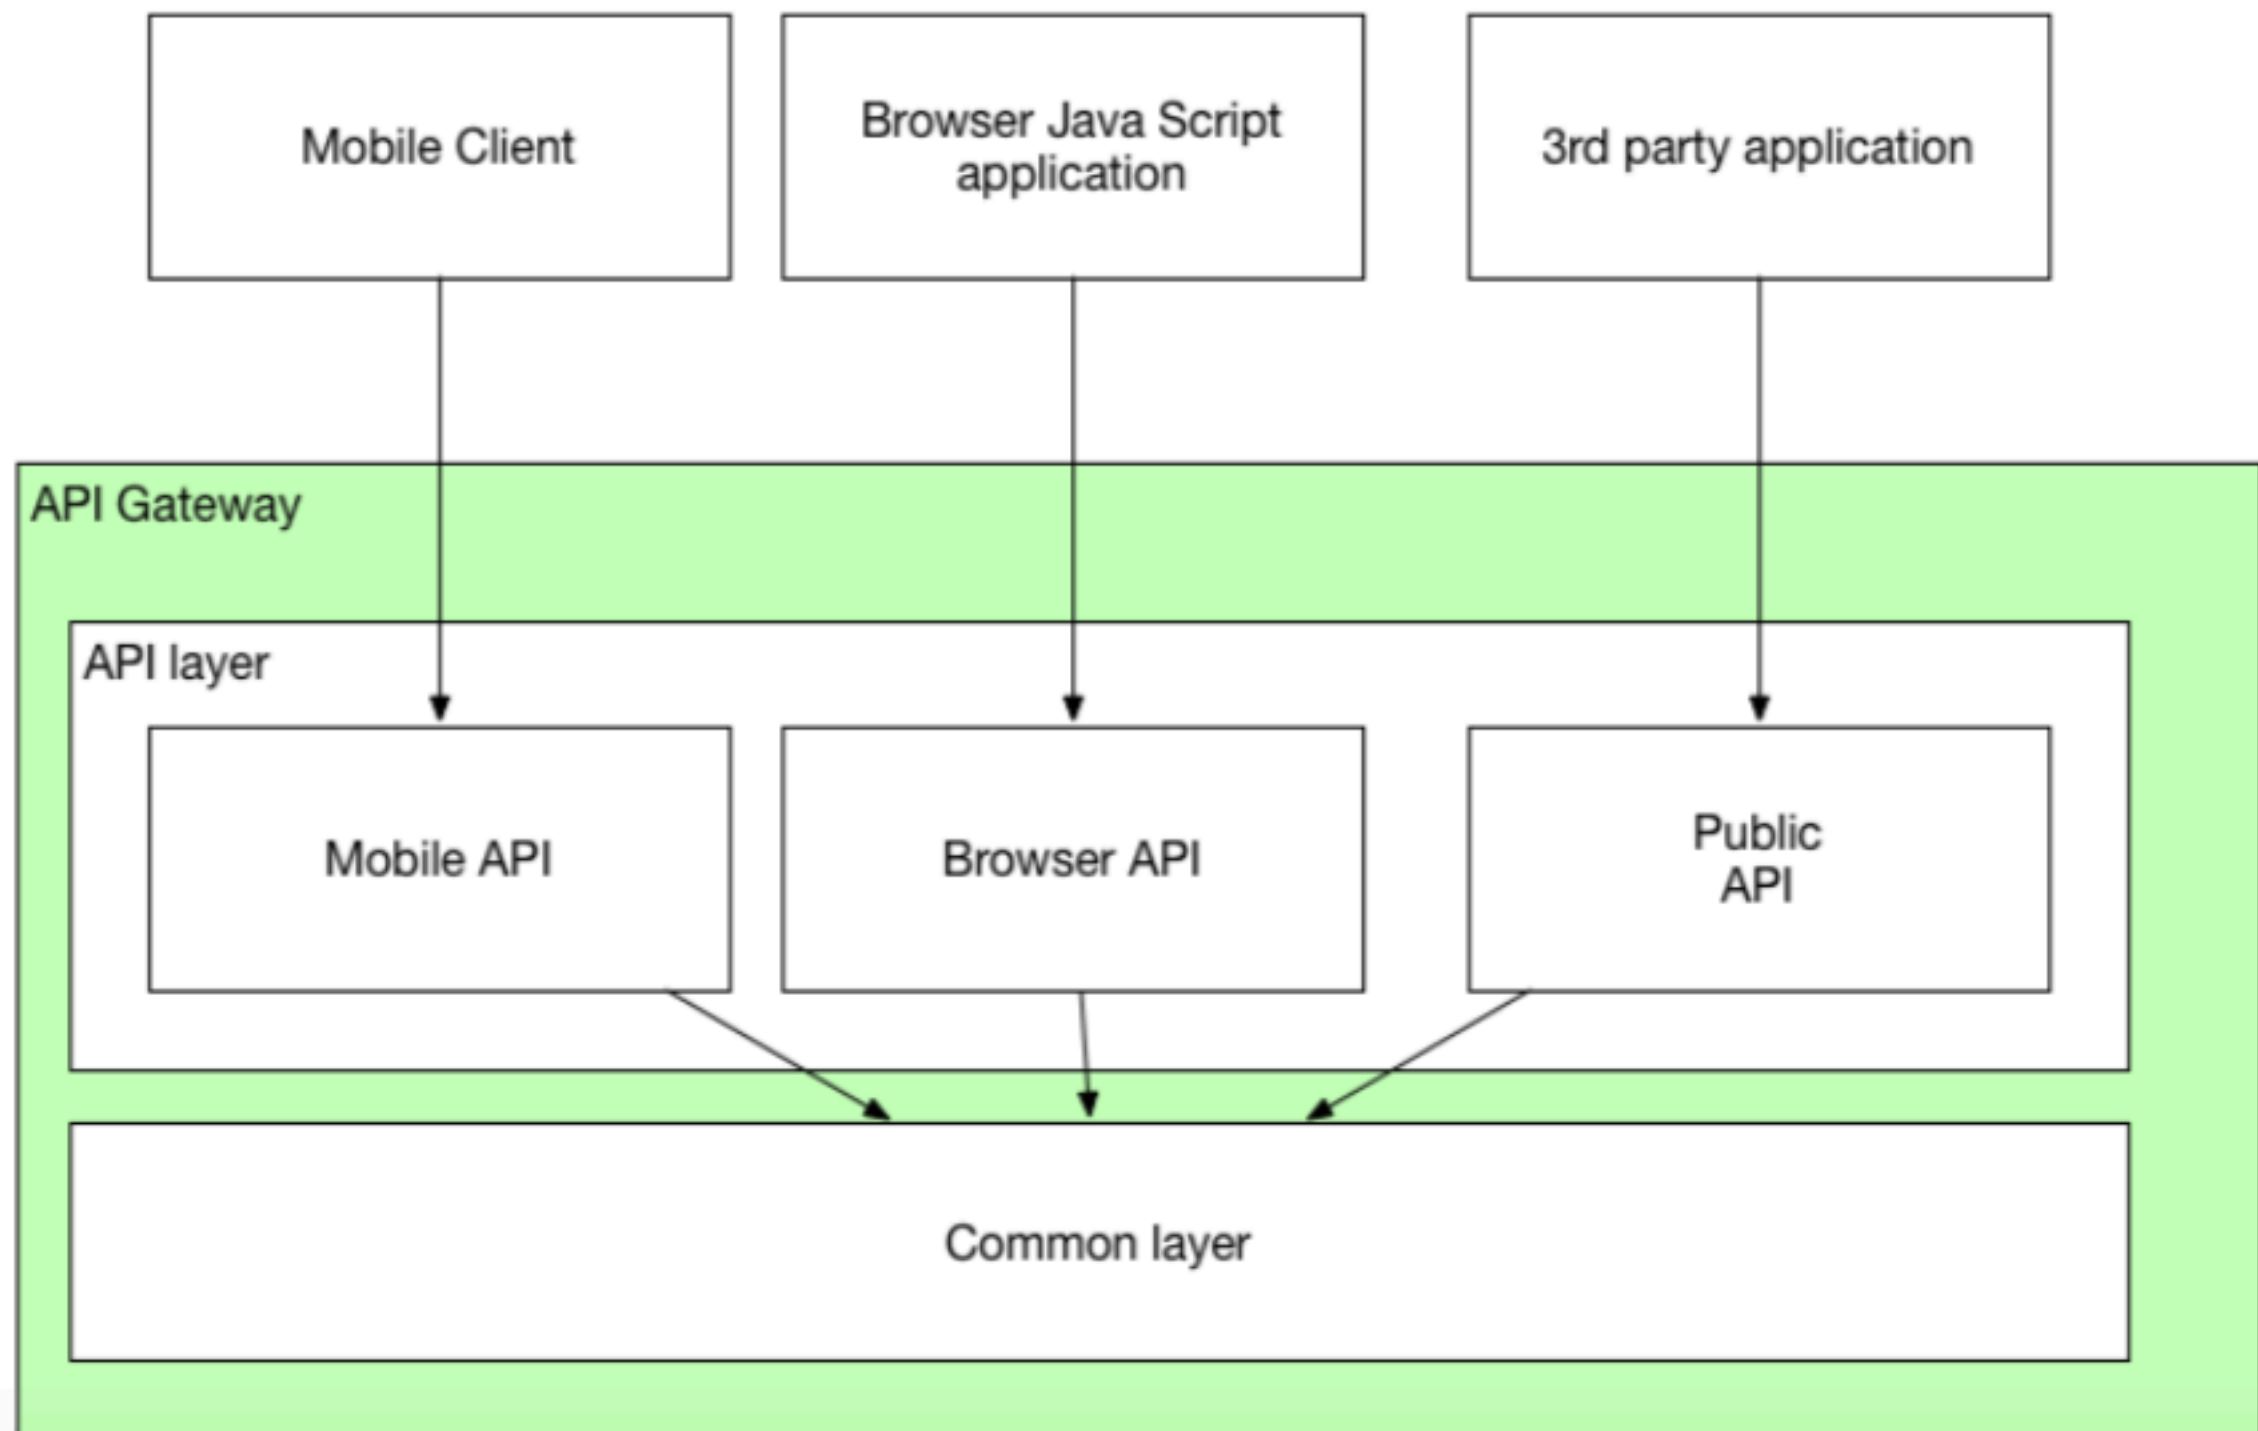 Mobile Client
Browser Java Script
application
3rd party application
API Gateway
API layer
Mobile API
Browser API
Public
API
Common layer